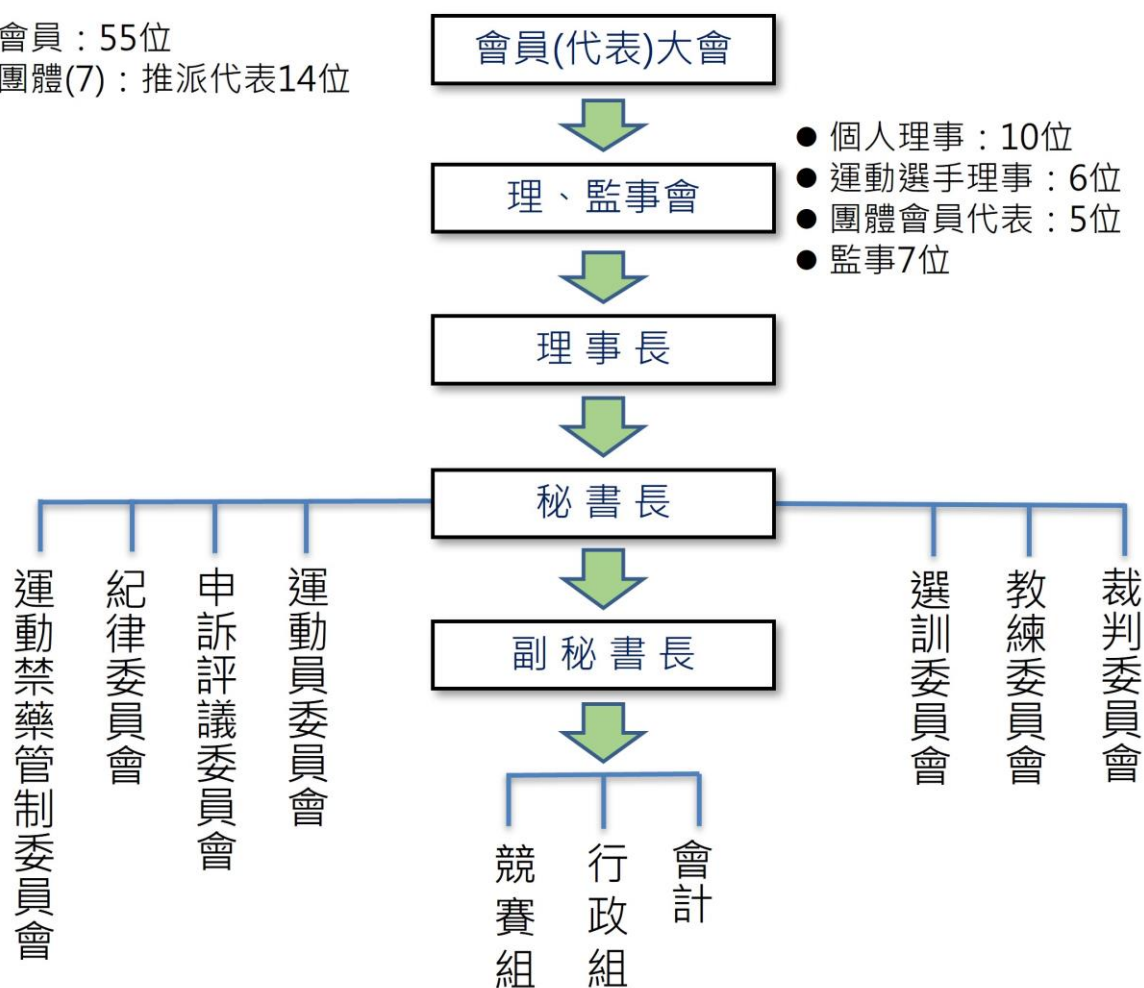 會員：55位
團體(7)：推派代表14位
會員(代表)大會
理、監事會
● 個人理事：10位
● 運動選手理事：6位
● 團體會員代表：5位
● 監事7位
理事長
秘書長
副秘書長
運動禁藥管制委員會
紀律委員會
申訴評議委員會
運動員委員會
選訓委員會
教練委員會
裁判委員會
競賽組
行政組
會計